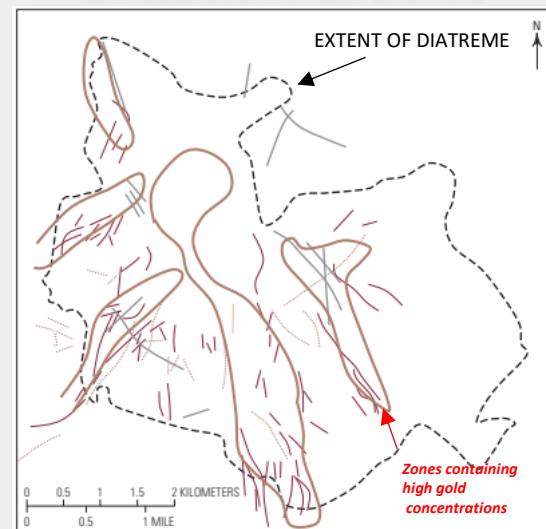 N
EXTENT OF DIATREME
Zones containing
high gold
concentrations
0 0.5 1 1.5 2 KILOMETERS
0 0.5 1 MILE